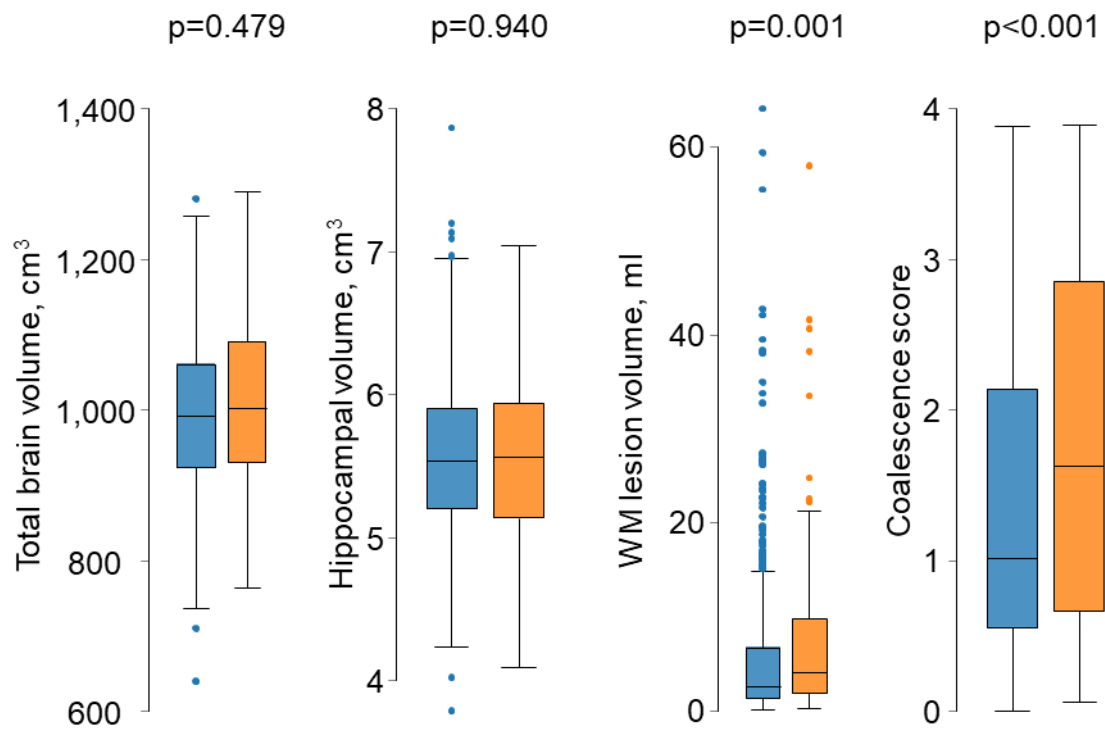 p=0.479
p=0.940
p=0.001
p<0.001
Total brain volume, cm³
1,400
1,200
1,000
800
600
Hippocampal volume, cm³
8
7
6
5
4
WM lesion volume, ml
60
40
20
0
Coalescence score
4
3
2
1
0